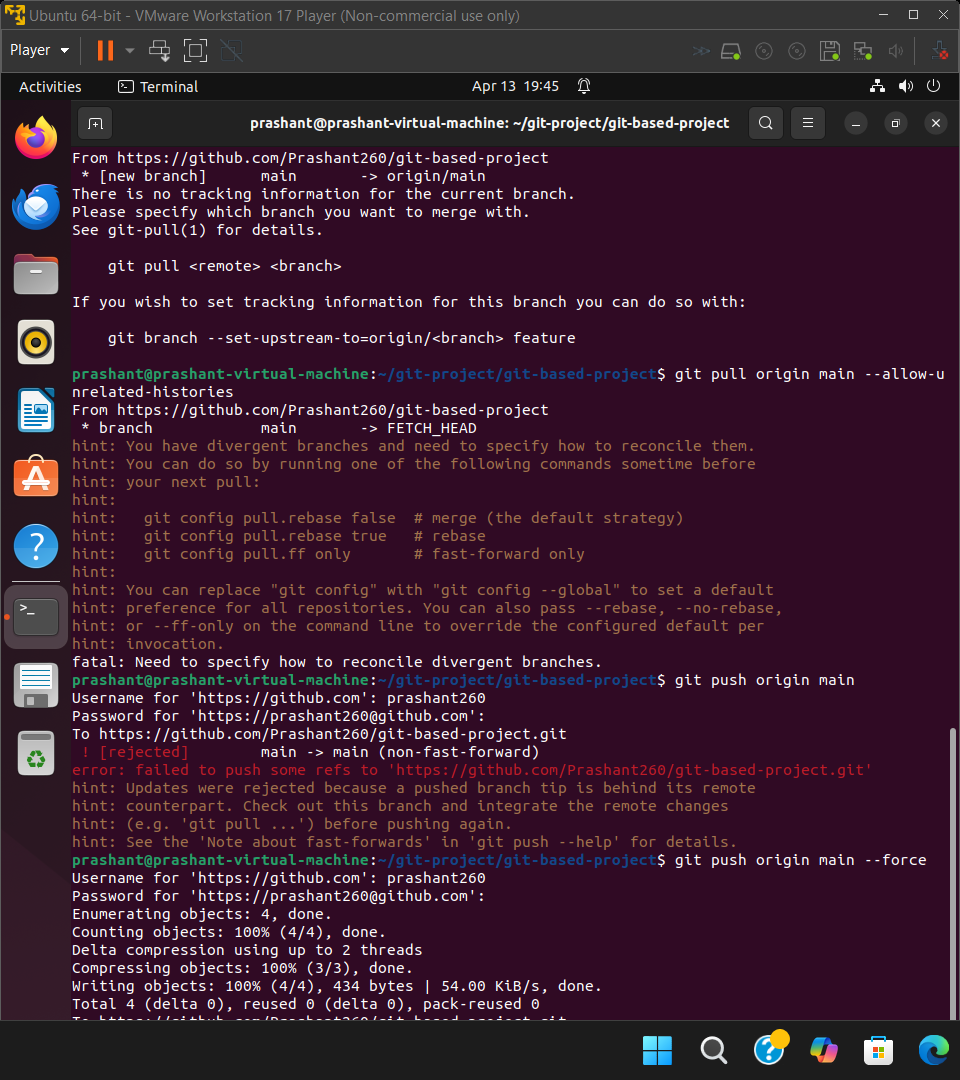 Ubuntu 64-bit - VMware Workstation 17 Player (Non-commercial use only)
Player
Activities
Terminal
Apr 13 19:45
prashant@prashant-virtual-machine: ~/git-project/git-based-project
From https://github.com/Prashant260/git-based-project
 * [new branch]      main       -> origin/main
There is no tracking information for the current branch.
Please specify which branch you want to merge with.
See git-pull(1) for details.
    git pull <remote> <branch>
If you wish to set tracking information for this branch you can do so with:
    git branch --set-upstream-to=origin/<branch> feature
prashant@prashant-virtual-machine:~/git-project/git-based-project$ git pull origin main --allow-u
nrelated-histories
From https://github.com/Prashant260/git-based-project
 * branch            main       -> FETCH_HEAD
hint: You have divergent branches and need to specify how to reconcile them.
hint: You can do so by running one of the following commands sometime before
hint: your next pull:
hint:
hint:   git config pull.rebase false  # merge (the default strategy)
hint:   git config pull.rebase true   # rebase
hint:   git config pull.ff only       # fast-forward only
hint:
hint: You can replace "git config" with "git config --global" to set a default
hint: preference for all repositories. You can also pass --rebase, --no-rebase,
hint: or --ff-only on the command line to override the configured default per
hint: invocation.
fatal: Need to specify how to reconcile divergent branches.
prashant@prashant-virtual-machine:~/git-project/git-based-project$ git push origin main
Username for 'https://github.com': prashant260
Password for 'https://prashant260@github.com':
To https://github.com/Prashant260/git-based-project.git
 ! [rejected]        main -> main (non-fast-forward)
error: failed to push some refs to 'https://github.com/Prashant260/git-based-project.git'
hint: Updates were rejected because a pushed branch tip is behind its remote
hint: counterpart. Check out this branch and integrate the remote changes
hint: (e.g. 'git pull ...') before pushing again.
hint: See the 'Note about fast-forwards' in 'git push --help' for details.
prashant@prashant-virtual-machine:~/git-project/git-based-project$ git push origin main --force
Username for 'https://github.com': prashant260
Password for 'https://prashant260@github.com':
Enumerating objects: 4, done.
Counting objects: 100% (4/4), done.
Delta compression using up to 2 threads
Compressing objects: 100% (3/3), done.
Writing objects: 100% (4/4), 434 bytes | 54.00 KiB/s, done.
Total 4 (delta 0), reused 0 (delta 0), pack-reused 0
To https://github.com/Prashant260/git-based-project.git